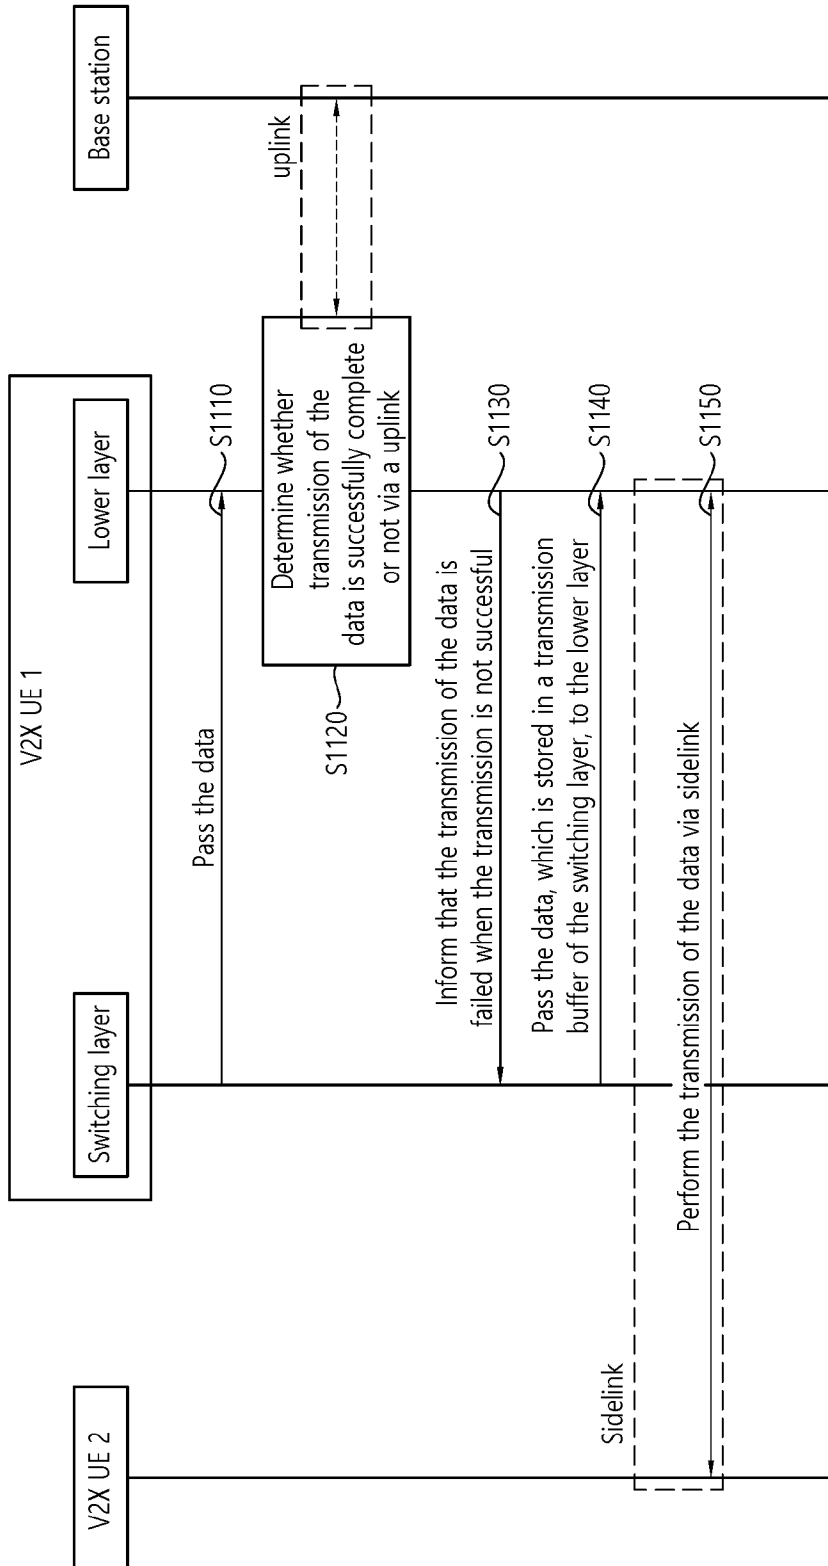 V2X UE 1
V2X UE 2
Switching layer
Lower layer
Base station
Pass the data
S1110
uplink
Determine whether
transmission of the
data is successfully complete
or not via a uplink
S1120
Inform that the transmission of the data is
failed when the transmission is not successful
S1130
Pass the data, which is stored in a transmission
buffer of the switching layer, to the lower layer
S1140
Sidelink
Perform the transmission of the data via sidelink
S1150